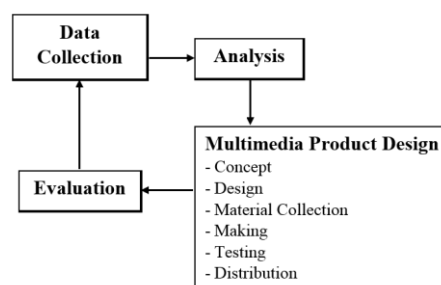 Data
Collection
Analysis
Multimedia Product Design
- Concept
- Design
- Material Collection
- Making
- Testing
- Distribution
Evaluation